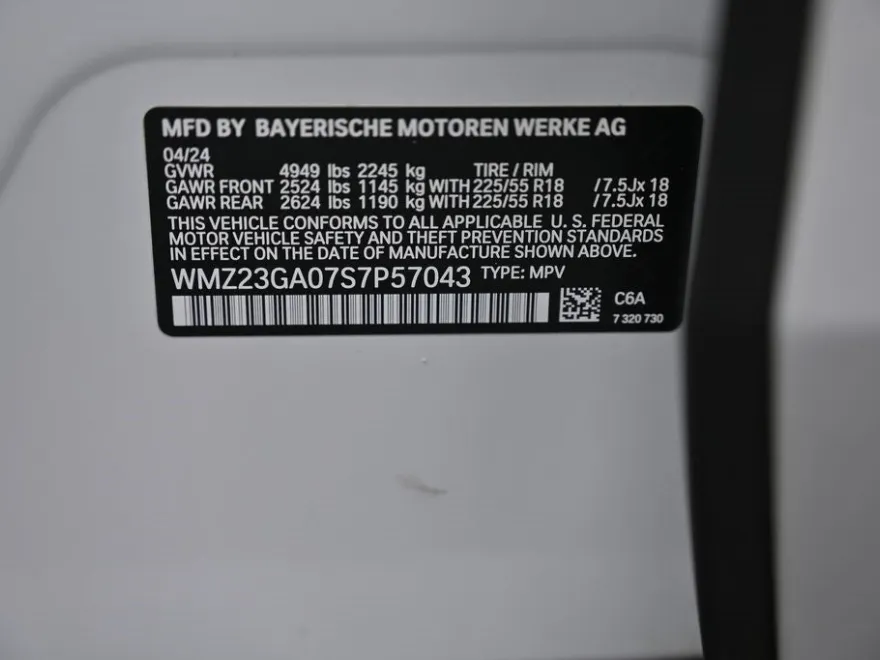 MFD BY BAYERISCHE MOTOREN WERKE AG
04/24
GVWR 4949 lbs 2245 kg TIRE / RIM
GAWR FRONT 2524 lbs 1145 kg WITH 225/55 R18 /7.5Jx 18
GAWR REAR 2624 lbs 1190 kg WITH 225/55 R18 /7.5Jx 18
THIS VEHICLE CONFORMS TO ALL APPLICABLE U.S. FEDERAL
MOTOR VEHICLE SAFETY AND THEFT PREVENTION STANDARDS
IN EFFECT ON THE DATE OF MANUFACTURE SHOWN ABOVE.
WMZ23GA07S7P57043 TYPE: MPV
C6A
7 320 730